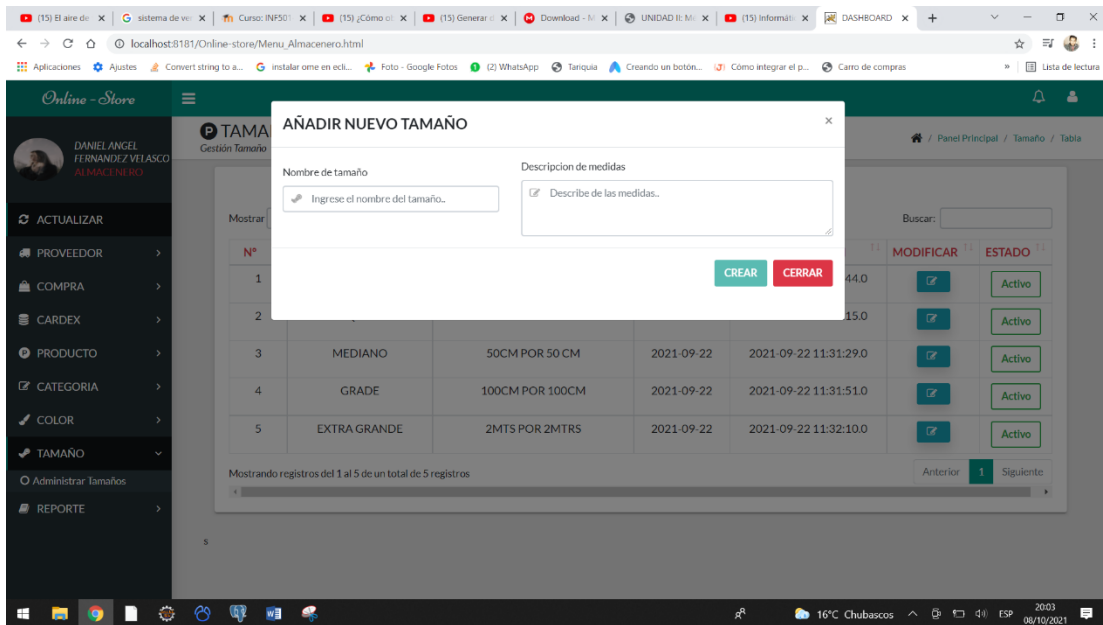 (15) El aire de
sistema de ve
Curso: INF501
(15) ¿Cómo ol
(15) Generar d
Download - M
UNIDAD II: M
(15) Informáti
DASHBOARD
localhost:8181/Online-store/Menu_Almacenero.html
Aplicaciones Ajustes Convert string to a... instalar ome en ecli... Foto - Google Fotos (2) WhatsApp Tariquia Creando un botón... Cómo integrar el p... Carro de compras » Lista de lectura
Online - Store
DANIEL ANGEL
FERNANDEZ VELASCO
ALMACENERO
ACTUALIZAR
PROVEEDOR
COMPRA
CARDEX
PRODUCTO
CATEGORIA
COLOR
TAMAÑO
Administrar Tamaños
REPORTE
TAMA
Gestión Tamaño
/ Panel Principal / Tamaño / Tabla
AÑADIR NUEVO TAMAÑO ×
Nombre de tamaño
Ingrese el nombre del tamaño..
Descripcion de medidas
Describe de las medidas..
CREAR CERRAR
Mostrar
Buscar:
N° MODIFICAR ESTADO
1 44.0 Activo
2 15.0 Activo
3 MEDIANO 50CM POR 50 CM 2021-09-22 2021-09-22 11:31:29.0 Activo
4 GRADE 100CM POR 100CM 2021-09-22 2021-09-22 11:31:51.0 Activo
5 EXTRA GRANDE 2MTS POR 2MTRS 2021-09-22 2021-09-22 11:32:10.0 Activo
Mostrando registros del 1 al 5 de un total de 5 registros
Anterior 1 Siguiente
s
16°C Chubascos ESP 20:03
08/10/2021